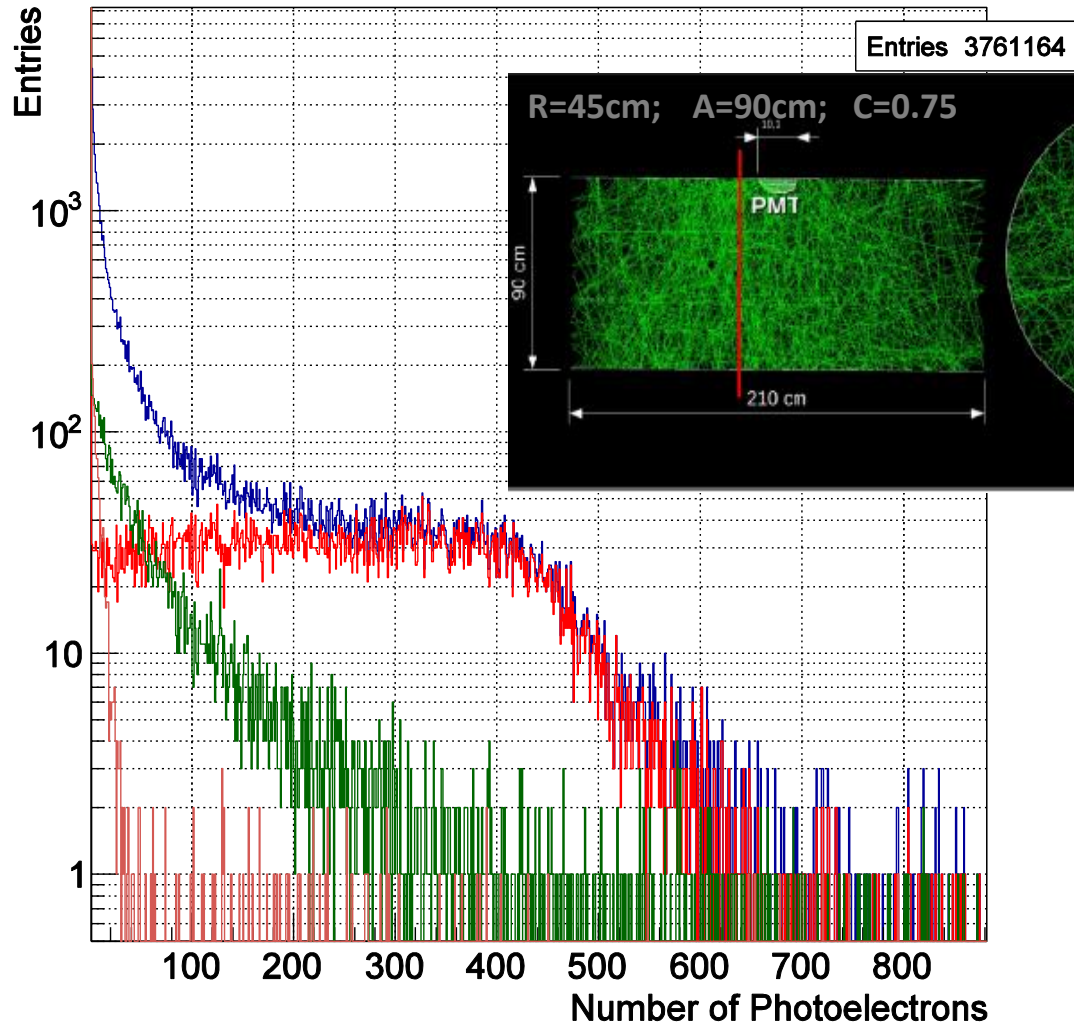 Entries
Entries 3761164
R=45cm; A=90cm; C=0.75
PMT
90 cm
210 cm
10³
10²
10
1
100 200 300 400 500 600 700 800
Number of Photoelectrons